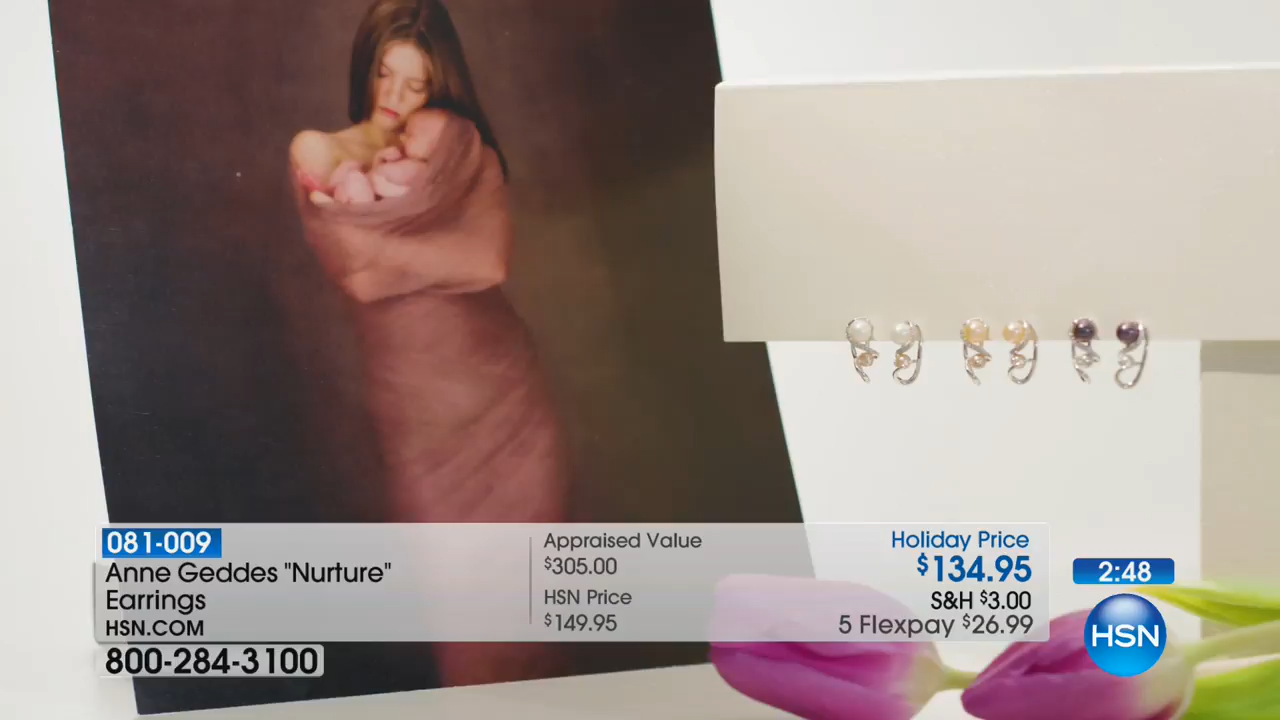 081-009
Anne Geddes "Nurture"
Earrings
HSN.COM
800-284-3100
Appraised Value
$305.00
HSN Price
$149.95
Holiday Price
$134.95
S&H $3.00
5 Flexpay $26.99
2:48
HSN